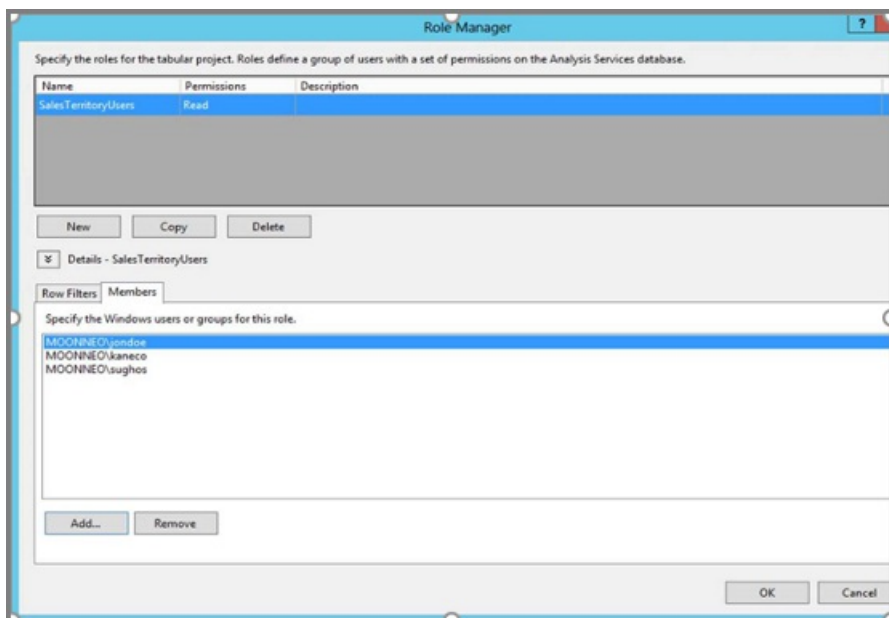 Role Manager
?
Specify the roles for the tabular project. Roles define a group of users with a set of permissions on the Analysis Services database.
Name Permissions Description
SalesTerritoryUsers Read
New Copy Delete
Details - SalesTerritoryUsers
Row Filters Members
Specify the Windows users or groups for this role.
MOONNEO\jondoe
MOONNEO\kaneco
MOONNEO\sughos
Add... Remove
OK Cancel